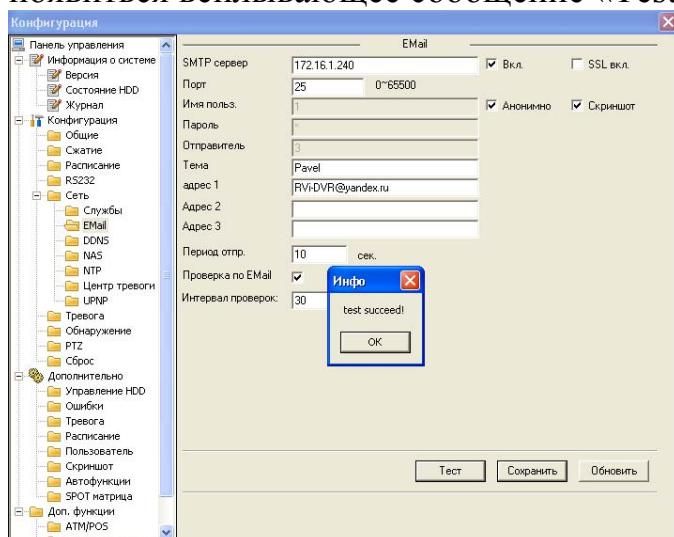 появиться всплывающее сообщение «Test
Конфигурация
Панель управления
Информация о системе
Версия
Состояние HDD
Журнал
Конфигурация
Общие
Сжатие
Расписание
RS232
Сеть
Службы
EMail
DDNS
NAS
NTP
Центр тревоги
UPNP
Тревога
Обнаружение
PTZ
Сброс
Дополнительно
Управление HDD
Ошибки
Тревога
Расписание
Пользователь
Скриншот
Автофункции
SPOT матрица
Доп. функции
ATM/POS
EMail
SMTP сервер 172.16.1.240 Вкл. SSL вкл.
Порт 25 0~65500
Имя польз. 1 Анонимно Скриншот
Пароль *
Отправитель 3
Тема Pavel
адрес 1 RVi-DVR@yandex.ru
Адрес 2
Адрес 3
Период отпр. 10 сек.
Проверка по EMail
Интервал проверок: 30
Инфо
test succeed!
OK
Тест Сохранить Обновить